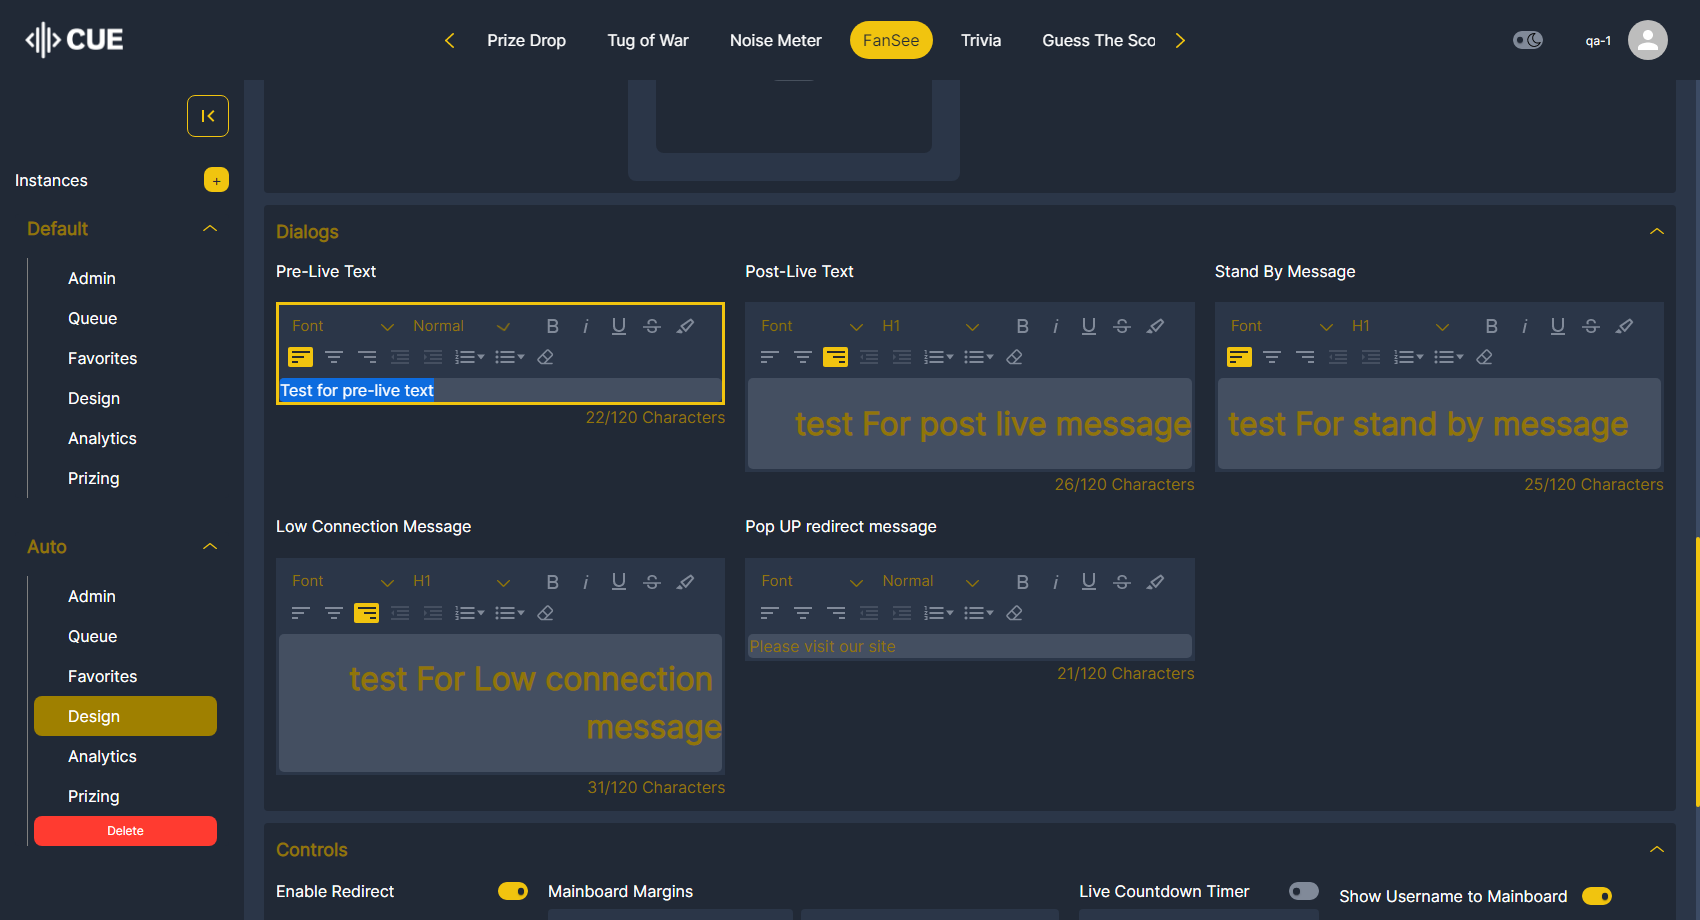 CUE
Prize Drop
Tug of War
Noise Meter
FanSee
Trivia
Guess The Sco
qa-1
Instances
+
Default
Admin
Queue
Favorites
Design
Analytics
Prizing
Auto
Admin
Queue
Favorites
Design
Analytics
Prizing
Delete
Dialogs
Pre-Live Text
Font Normal B i U S
Test for pre-live text
22/120 Characters
Post-Live Text
Font H1 B i U S
test For post live message
26/120 Characters
Stand By Message
Font H1 B i U S
test For stand by message
25/120 Characters
Low Connection Message
Font H1 B i U S
test For Low connection
message
31/120 Characters
Pop UP redirect message
Font Normal B i U S
Please visit our site
21/120 Characters
Controls
Enable Redirect
Mainboard Margins
Live Countdown Timer
Show Username to Mainboard